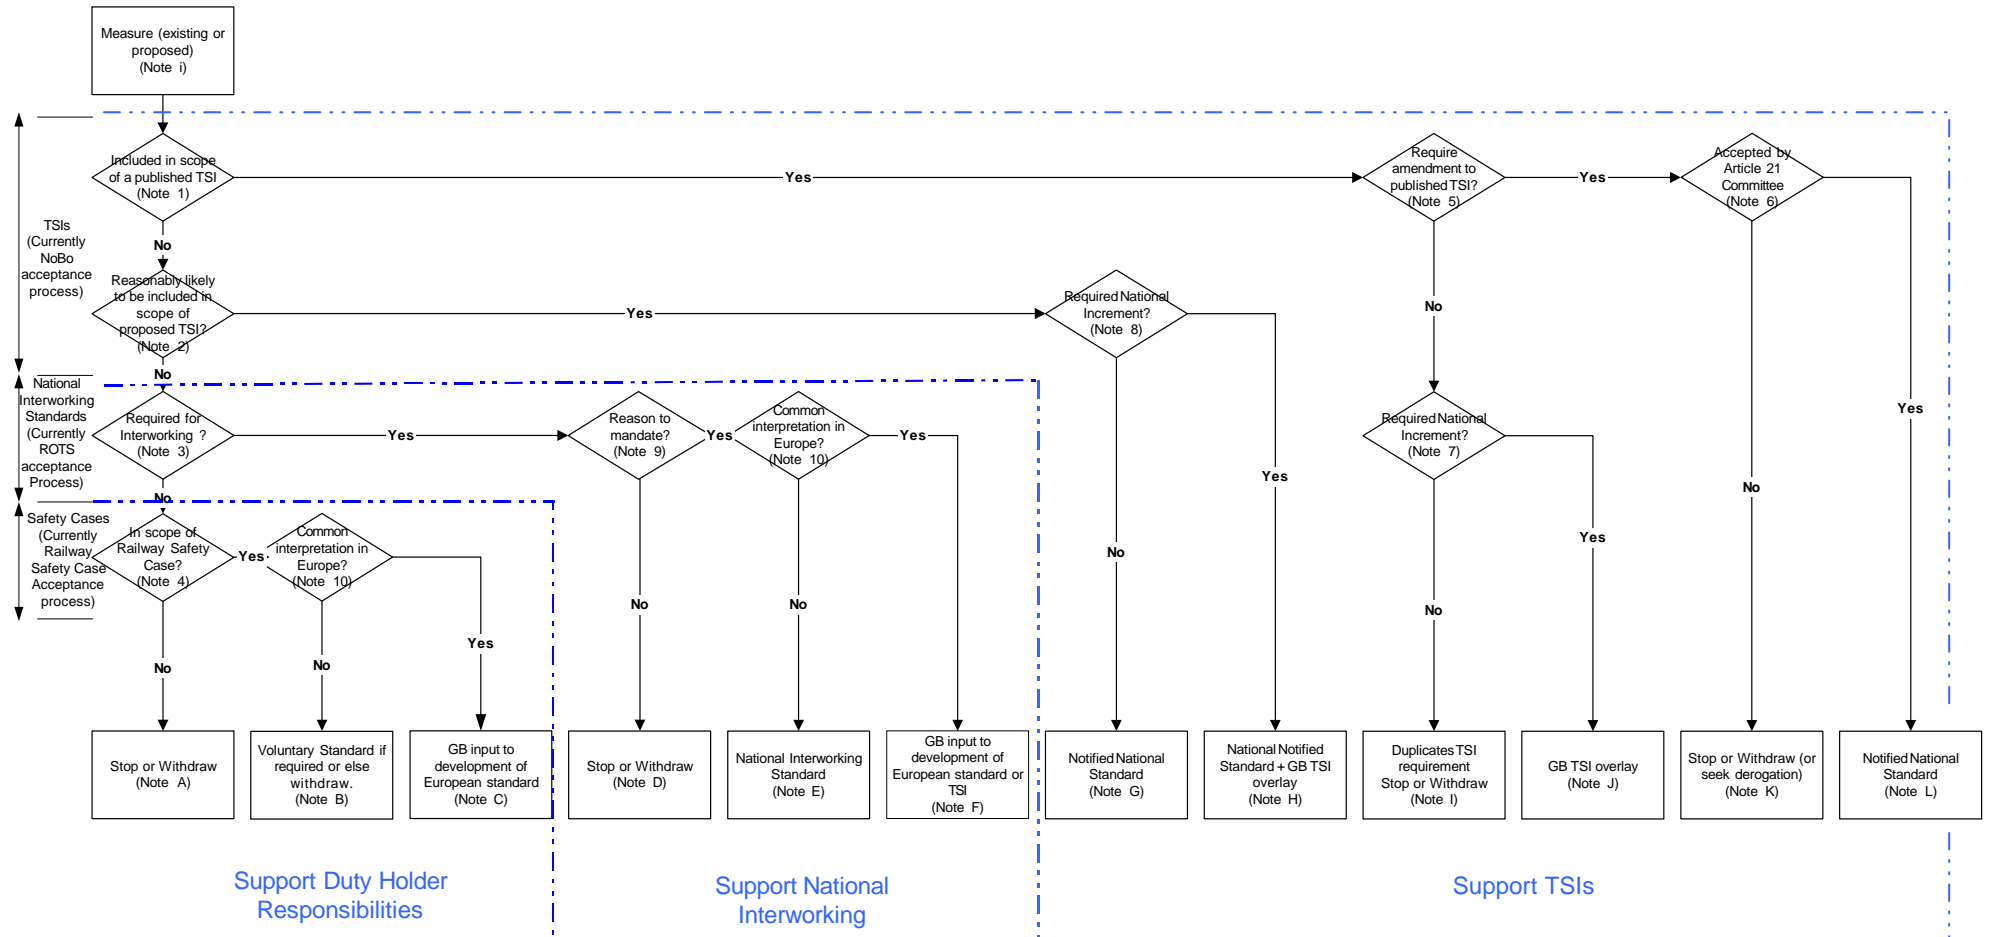 Measure (existing or
proposed)
(Note i)
Included in scope
of a published TSI
(Note 1)
Yes
Require
amendment to
published TSI?
(Note 5)
Yes
Accepted by
Article 21
Committee
(Note 6)
TSIs
(Currently
NoBo
acceptance
process)
No
Reasonably likely
to be included in
scope of
proposed TSI?
(Note 2)
Yes
Required National
Increment?
(Note 8)
No
No
National
Interworking
Standards
(Currently
ROTS
acceptance
Process)
Required for
Interworking ?
(Note 3)
Yes
Reason to
mandate?
(Note 9)
Yes
Common
interpretation in
Europe?
(Note 10)
Yes
Required National
Increment?
(Note 7)
Yes
Yes
No
No
Safety Cases
(Currently
Railway
Safety Case
Acceptance
process)
In scope of
Railway Safety
Case?
(Note 4)
Yes
Common
interpretation in
Europe?
(Note 10)
No
Yes
No
No
No
Yes
No
No
Stop or Withdraw
(Note A)
Voluntary Standard if
required or else
withdraw.
(Note B)
GB input to
development of
European standard
(Note C)
Stop or Withdraw
(Note D)
National Interworking
Standard
(Note E)
GB input to
development of
European standard or
TSI
(Note F)
Notified National
Standard
(Note G)
National Notified
Standard + GB TSI
overlay
(Note H)
Duplicates TSI
requirement
Stop or Withdraw
(Note I)
GB TSI overlay
(Note J)
Stop or Withdraw (or
seek derogation)
(Note K)
Notified National
Standard
(Note L)
Support Duty Holder
Responsibilities
Support National
Interworking
Support TSIs